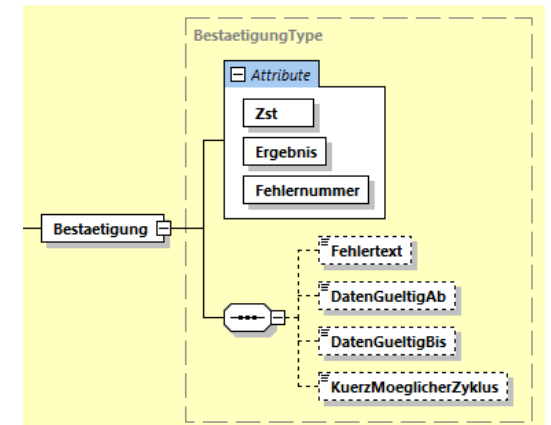 BestaetigungType
Attribute
Zst
Ergebnis
Fehlernummer
Bestaetigung
Fehlertext
DatenGueltigAb
DatenGueltigBis
KuerzMoeglicherZyklus